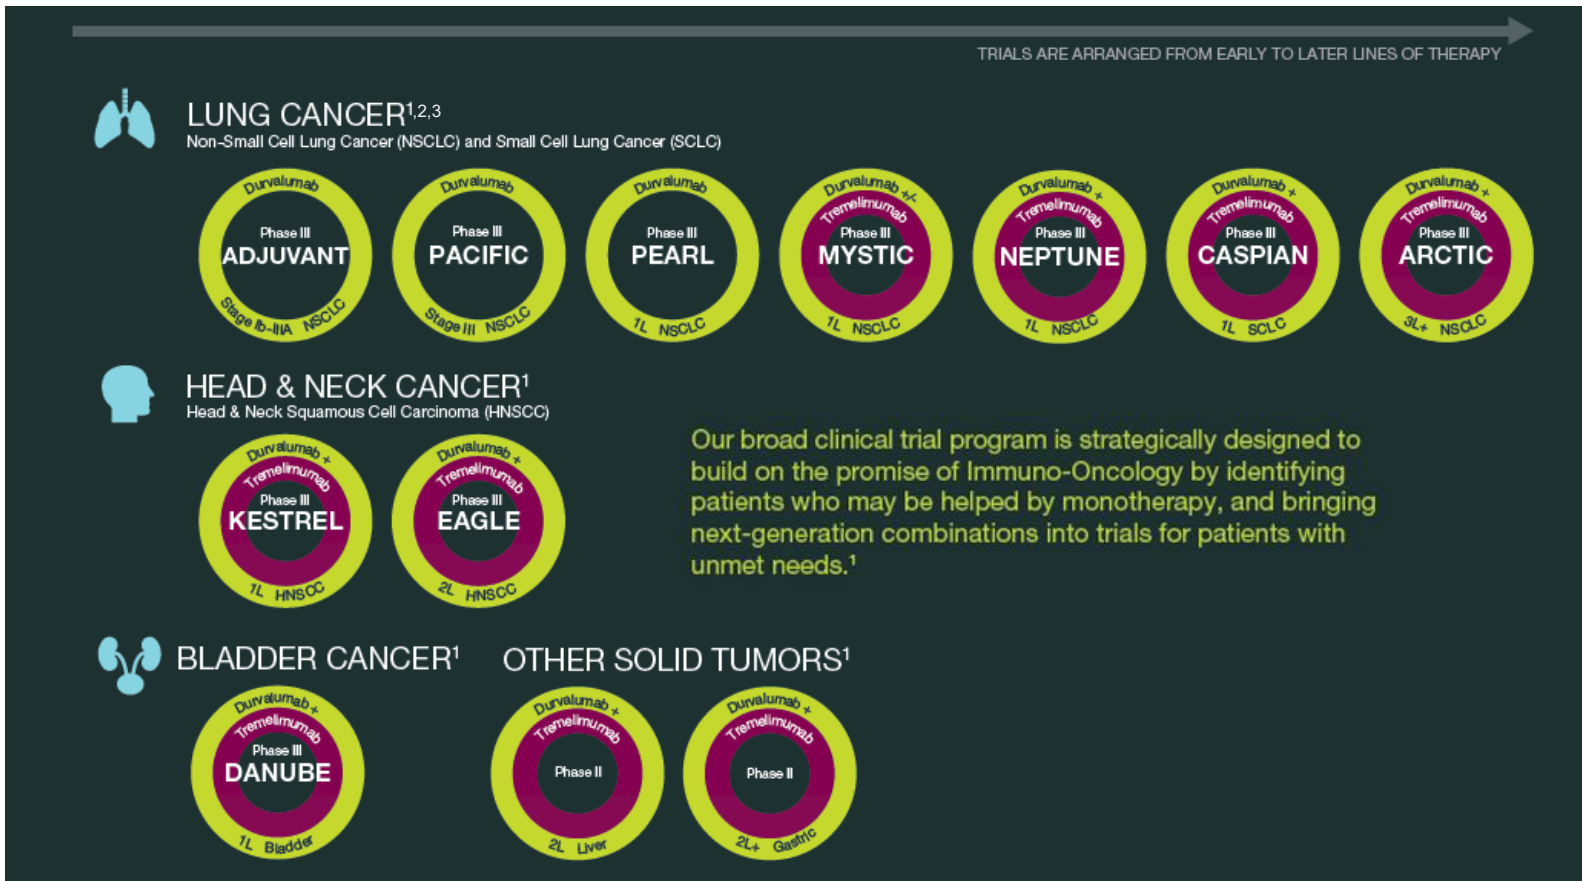 TRIALS ARE ARRANGED FROM EARLY TO LATER LINES OF THERAPY
LUNG CANCER1,2,3
Non-Small Cell Lung Cancer (NSCLC) and Small Cell Lung Cancer (SCLC)
Durvalumab
Phase III
ADJUVANT
Stage Ib-IIIA NSCLC
Durvalumab
Phase III
PACIFIC
Stage III NSCLC
Durvalumab
Phase III
PEARL
1L NSCLC
Durvalumab +/-
Tremelimumab
Phase III
MYSTIC
1L NSCLC
Durvalumab +
Tremelimumab
Phase III
NEPTUNE
1L NSCLC
Durvalumab +
Tremelimumab
Phase III
CASPIAN
1L SCLC
Durvalumab +
Tremelimumab
Phase III
ARCTIC
3L+ NSCLC
HEAD & NECK CANCER1
Head & Neck Squamous Cell Carcinoma (HNSCC)
Durvalumab +
Tremelimumab
Phase III
KESTREL
1L HNSCC
Durvalumab +
Tremelimumab
Phase III
EAGLE
2L HNSCC
Our broad clinical trial program is strategically designed to
build on the promise of Immuno-Oncology by identifying
patients who may be helped by monotherapy, and bringing
next-generation combinations into trials for patients with
unmet needs.1
BLADDER CANCER1
Durvalumab +
Tremelimumab
Phase III
DANUBE
1L Bladder
OTHER SOLID TUMORS1
Durvalumab +
Tremelimumab
Phase II
2L Liver
Durvalumab +
Tremelimumab
Phase II
2L+ Gastric